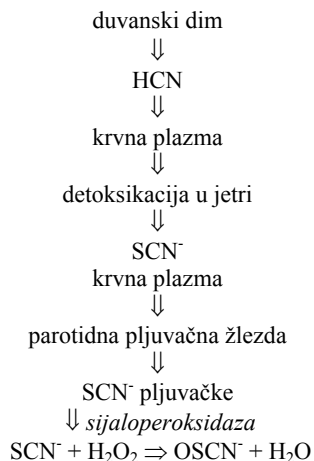 duvanski dim
⇓
HCN
⇓
krvna plazma
⇓
detoksikacija u jetri
⇓
SCN⁻
krvna plazma
⇓
parotidna pljuvačna žlezda
⇓
SCN⁻ pljuvačke
⇓ sijaloperoksidaza
SCN⁻ + H₂O₂ ⇒ OSCN⁻ + H₂O